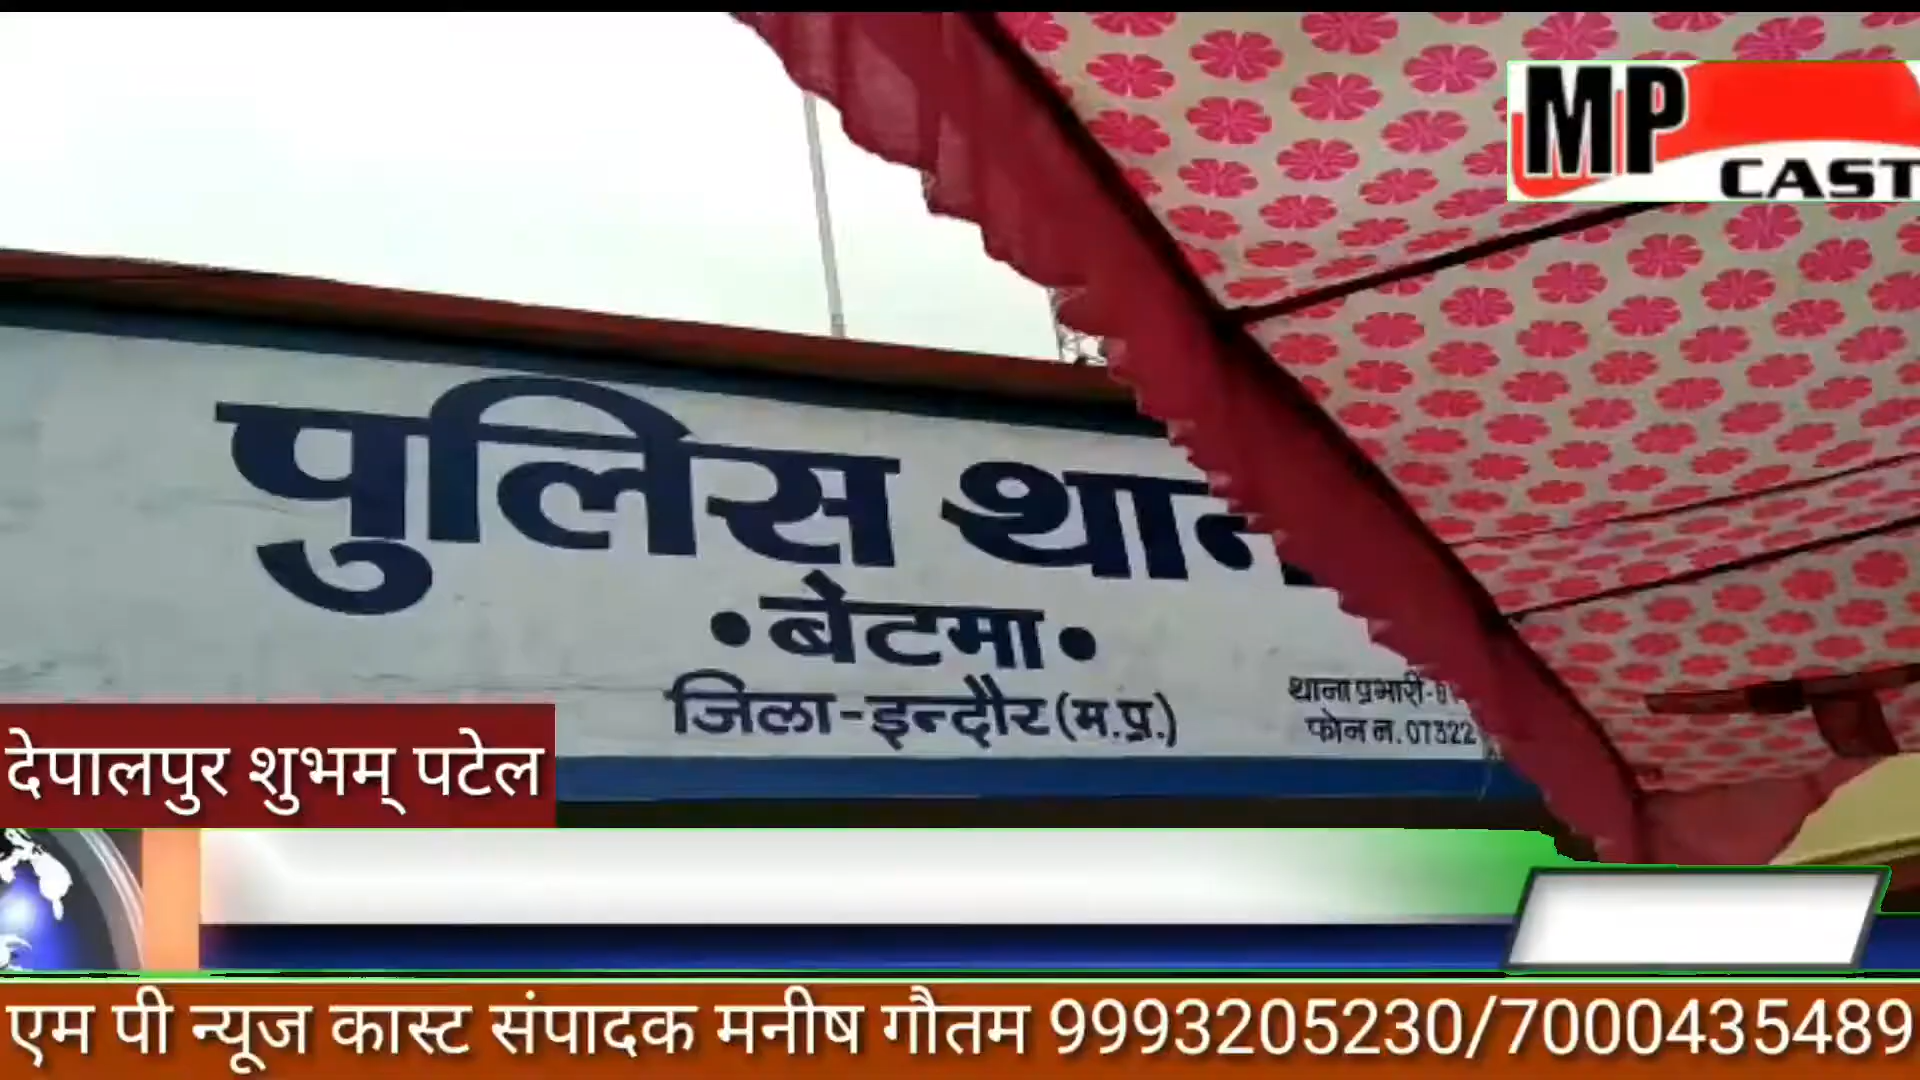 MP
CAST
पुलिस थाना
• बेटमा •
जिला-इन्दौर (म.प्र.)
थाना प्रभारी-
फोन न. 07322
देपालपुर शुभम् पटेल
एम पी न्यूज कास्ट संपादक मनीष गौतम 9993205230/7000435489